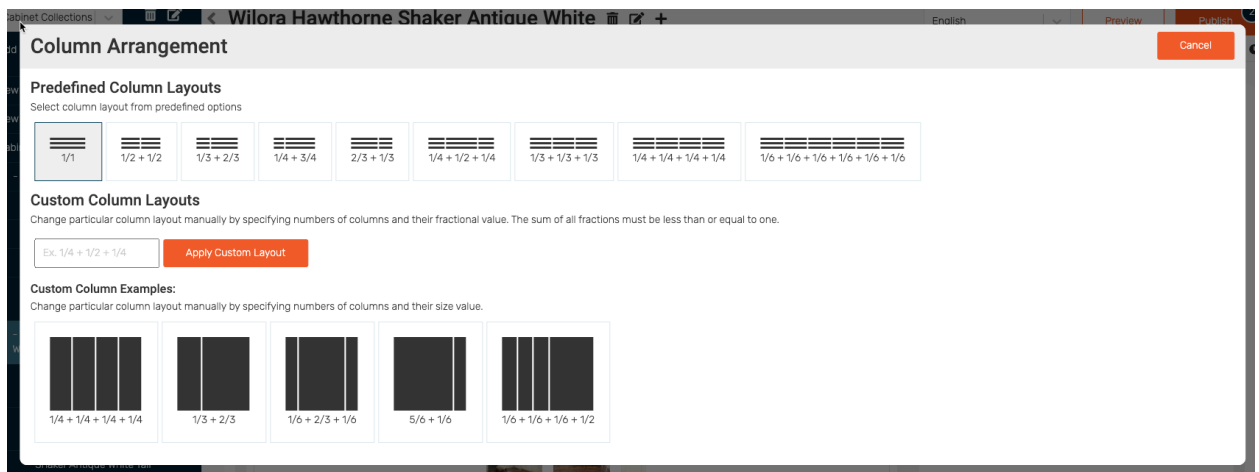 Cabinet Collections
Wilora Hawthorne Shaker Antique White
English
Preview
Publish
Column Arrangement
Cancel
Predefined Column Layouts
Select column layout from predefined options
1/1
1/2 + 1/2
1/3 + 2/3
1/4 + 3/4
2/3 + 1/3
1/4 + 1/2 + 1/4
1/3 + 1/3 + 1/3
1/4 + 1/4 + 1/4 + 1/4
1/6 + 1/6 + 1/6 + 1/6 + 1/6 + 1/6
Custom Column Layouts
Change particular column layout manually by specifying numbers of columns and their fractional value. The sum of all fractions must be less than or equal to one.
Ex. 1/4 + 1/2 + 1/4
Apply Custom Layout
Custom Column Examples:
Change particular column layout manually by specifying numbers of columns and their size value.
1/4 + 1/4 + 1/4 + 1/4
1/3 + 2/3
1/6 + 2/3 + 1/6
5/6 + 1/6
1/6 + 1/6 + 1/6 + 1/2
Shaker Antique White Tall